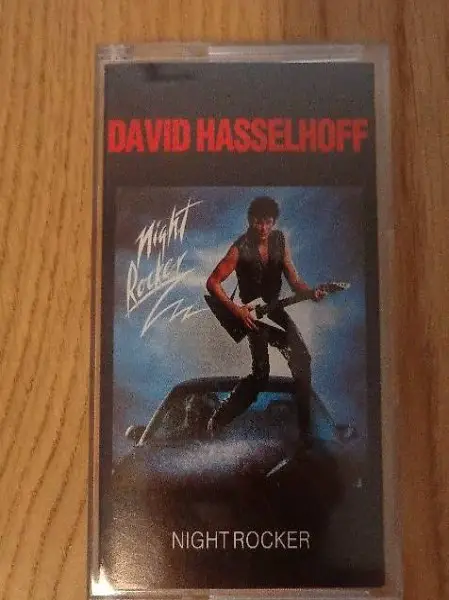 DAVID HASSELHOFF
Night
Rocker
NIGHT ROCKER